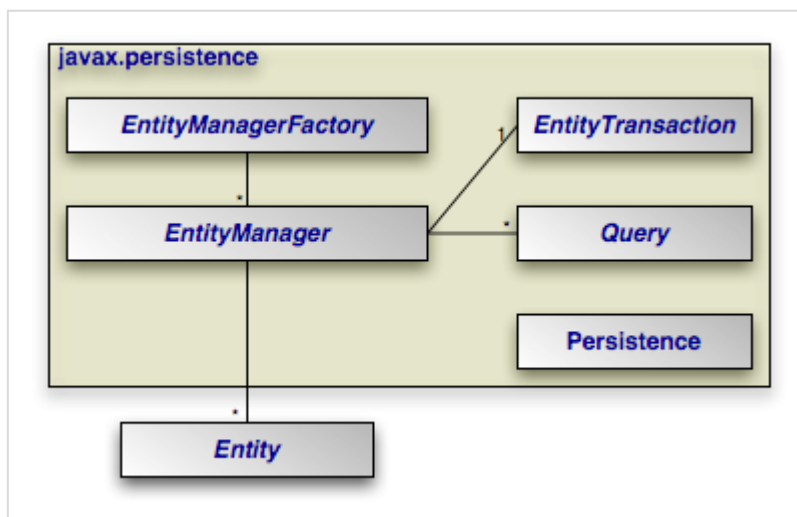 javax.persistence
EntityManagerFactory
EntityTransaction
1
*
EntityManager
*
Query
Persistence
*
Entity